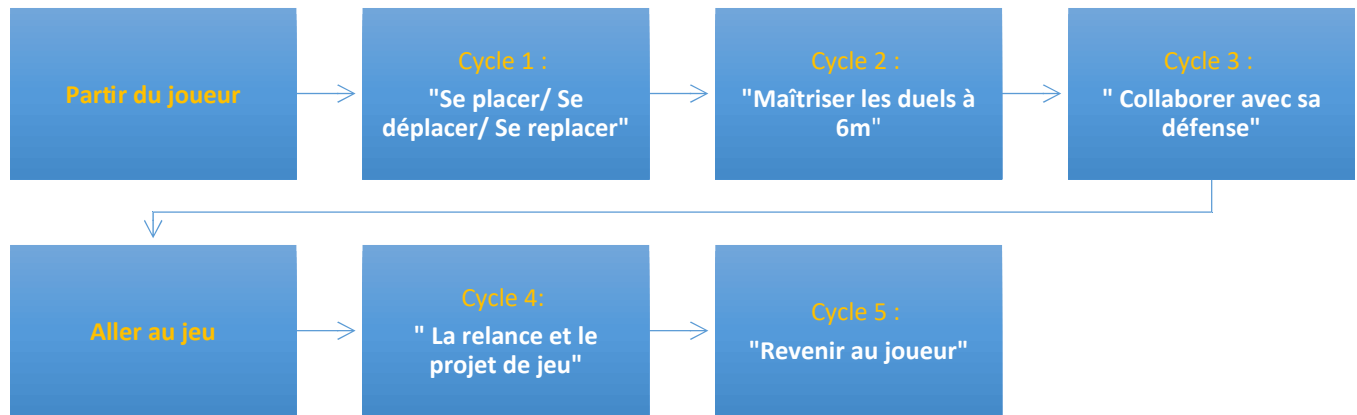 Partir du joueur
Cycle 1 :
"Se placer/ Se
déplacer/ Se replacer"
Cycle 2 :
"Maîtriser les duels à
6m"
Cycle 3 :
" Collaborer avec sa
défense"
Aller au jeu
Cycle 4:
" La relance et le
projet de jeu"
Cycle 5 :
"Revenir au joueur"